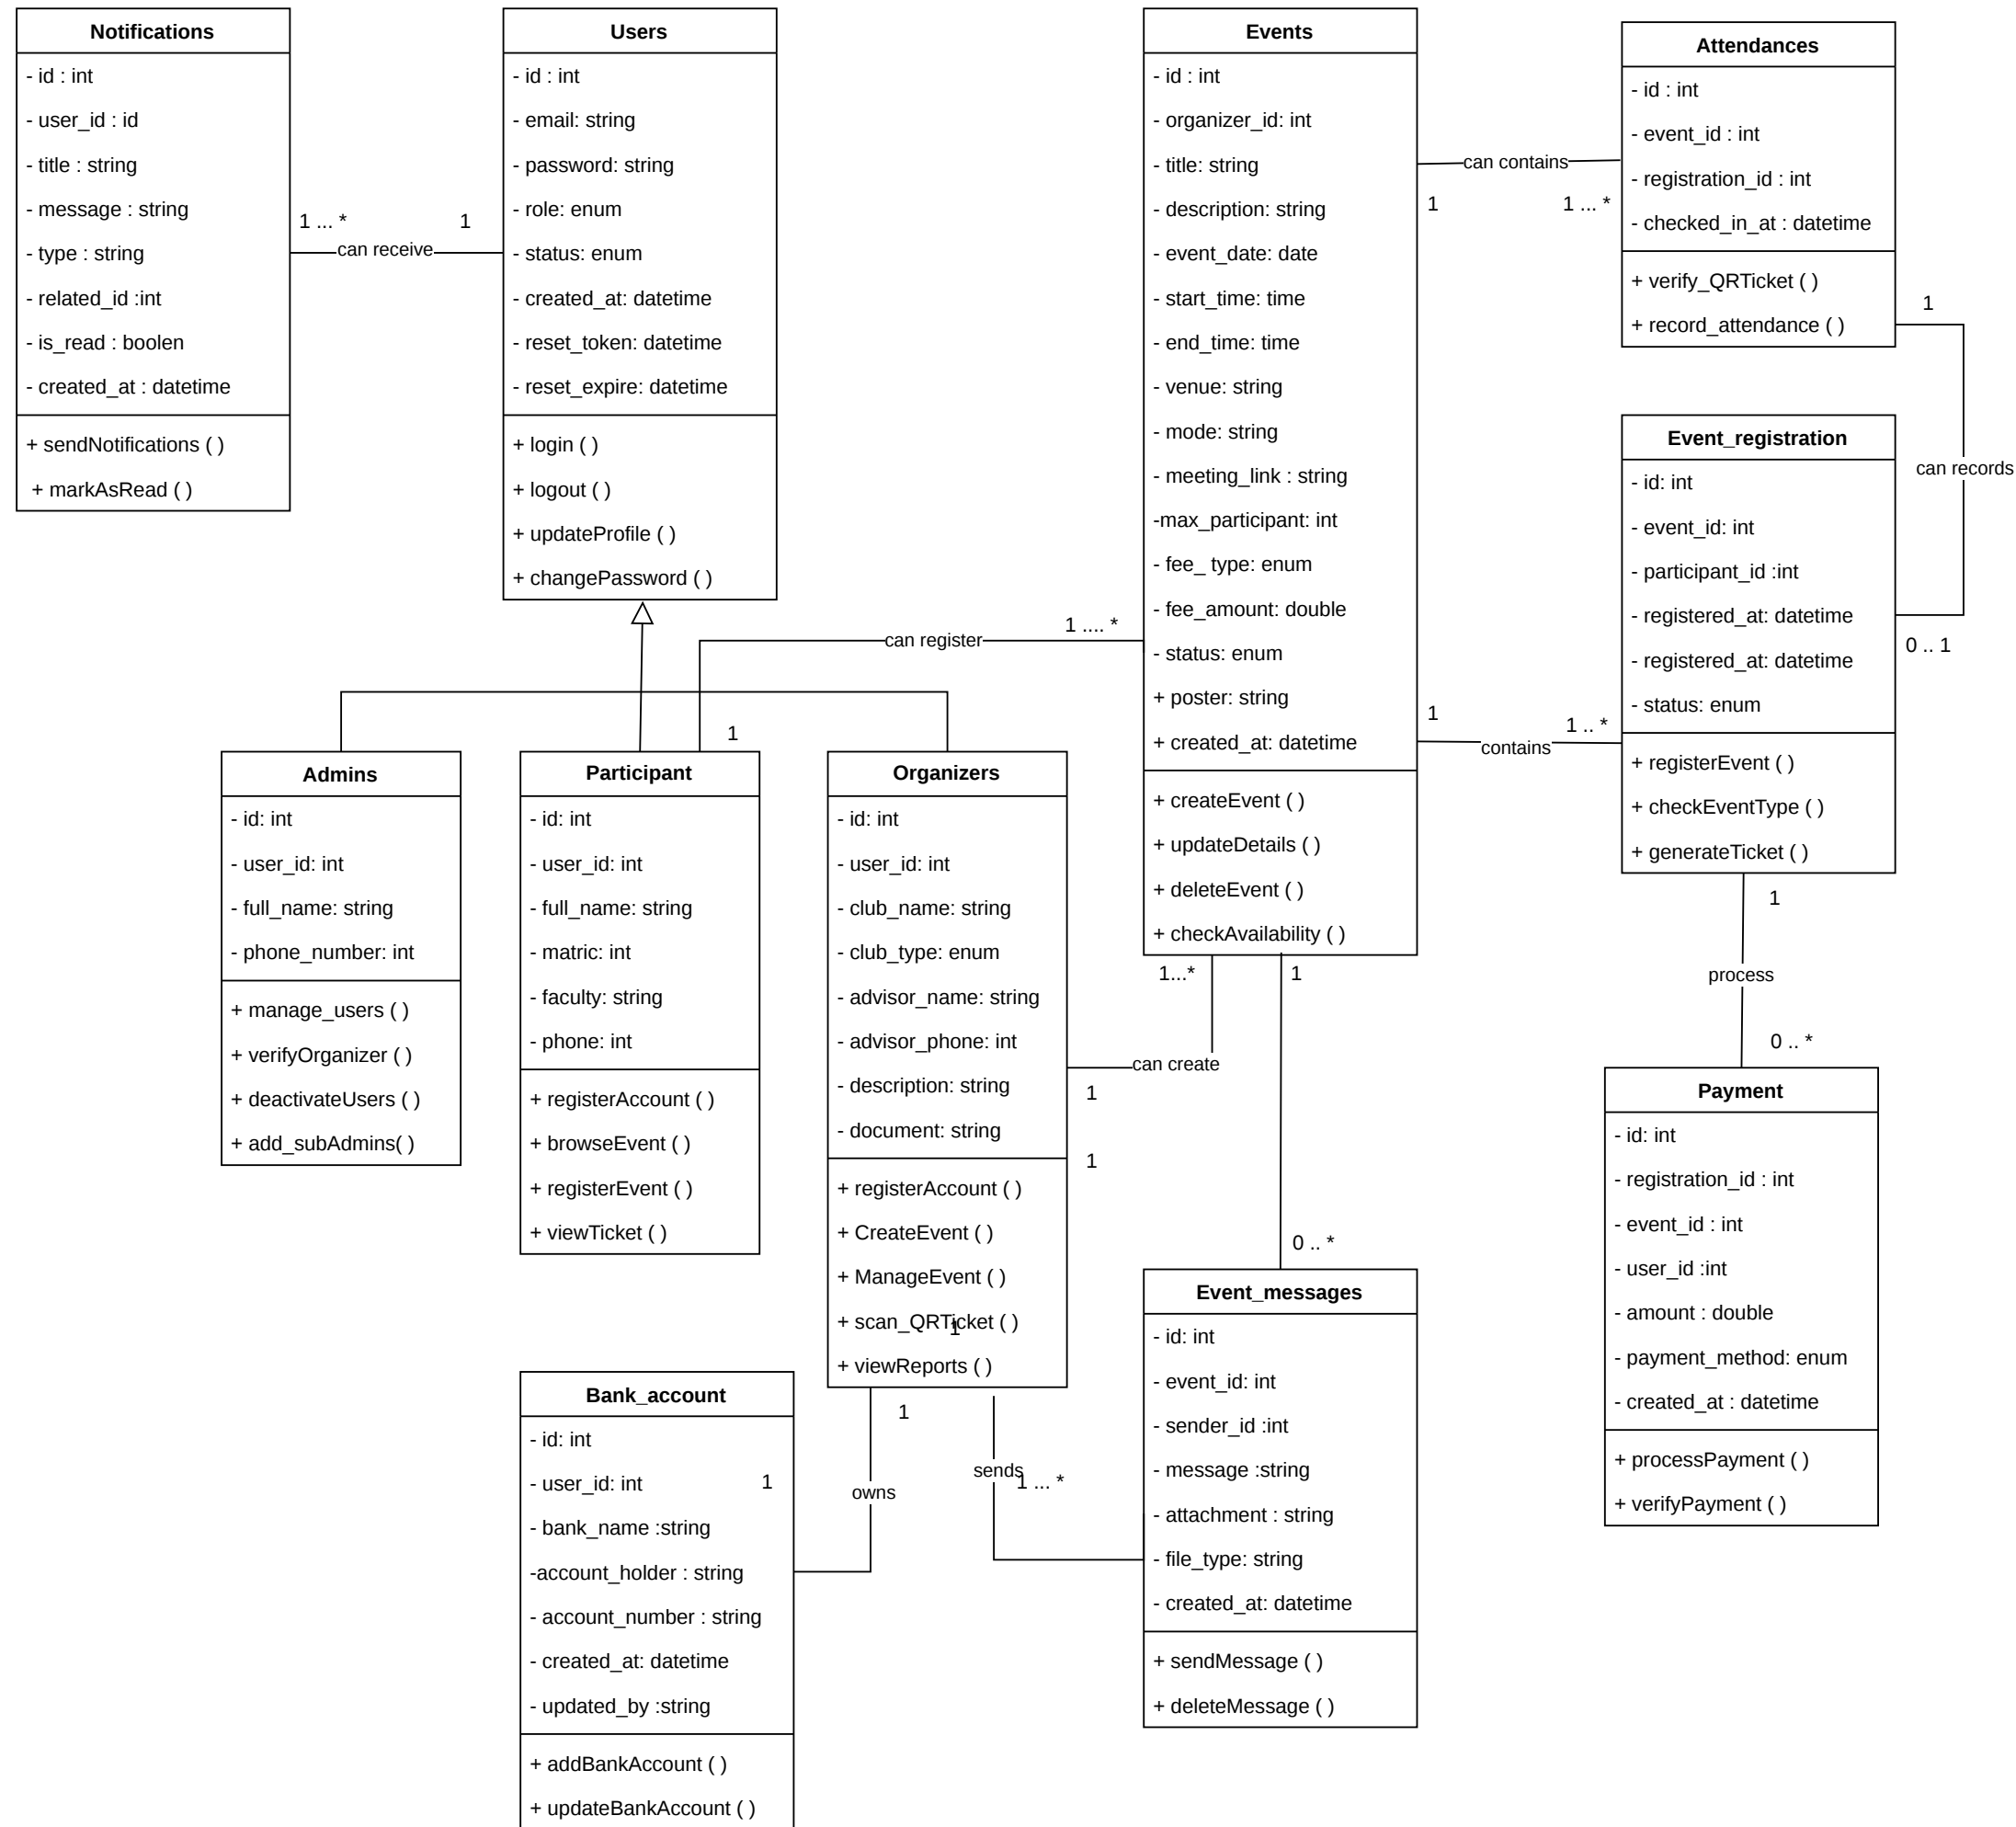 Notifications
- id : int
- user_id : id
- title : string
- message : string
- type : string
- related_id :int
- is_read : boolen
- created_at : datetime
+ sendNotifications ( )
+ markAsRead ( )
1 ... *
can receive
1
Users
- id : int
- email: string
- password: string
- role: enum
- status: enum
- created_at: datetime
- reset_token: datetime
- reset_expire: datetime
+ login ( )
+ logout ( )
+ updateProfile ( )
+ changePassword ( )
can register
1 .... *
1
Events
- id : int
- organizer_id: int
- title: string
- description: string
- event_date: date
- start_time: time
- end_time: time
- venue: string
- mode: string
- meeting_link : string
-max_participant: int
- fee_ type: enum
- fee_amount: double
- status: enum
+ poster: string
+ created_at: datetime
+ createEvent ( )
+ updateDetails ( )
+ deleteEvent ( )
+ checkAvailability ( )
can contains
1
1 ... *
Attendances
- id : int
- event_id : int
- registration_id : int
- checked_in_at : datetime
+ verify_QRTicket ( )
+ record_attendance ( )
1
can records
0 .. 1
Event_registration
- id: int
- event_id: int
- participant_id :int
- registered_at: datetime
- registered_at: datetime
- status: enum
+ registerEvent ( )
+ checkEventType ( )
+ generateTicket ( )
1
contains
1 .. *
1
process
0 .. *
Admins
- id: int
- user_id: int
- full_name: string
- phone_number: int
+ manage_users ( )
+ verifyOrganizer ( )
+ deactivateUsers ( )
+ add_subAdmins( )
Participant
- id: int
- user_id: int
- full_name: string
- matric: int
- faculty: string
- phone: int
+ registerAccount ( )
+ browseEvent ( )
+ registerEvent ( )
+ viewTicket ( )
Organizers
- id: int
- user_id: int
- club_name: string
- club_type: enum
- advisor_name: string
- advisor_phone: int
- description: string
- document: string
+ registerAccount ( )
+ CreateEvent ( )
+ ManageEvent ( )
+ scan_QRTicket ( )
1
+ viewReports ( )
1...*
1
can create
1
1
0 .. *
Payment
- id: int
- registration_id : int
- event_id : int
- user_id :int
- amount : double
- payment_method: enum
- created_at : datetime
+ processPayment ( )
+ verifyPayment ( )
Event_messages
- id: int
- event_id: int
- sender_id :int
- message :string
- attachment : string
- file_type: string
- created_at: datetime
+ sendMessage ( )
+ deleteMessage ( )
1
sends
1 ... *
owns
1
Bank_account
- id: int
- user_id: int
- bank_name :string
-account_holder : string
- account_number : string
- created_at: datetime
- updated_by :string
+ addBankAccount ( )
+ updateBankAccount ( )